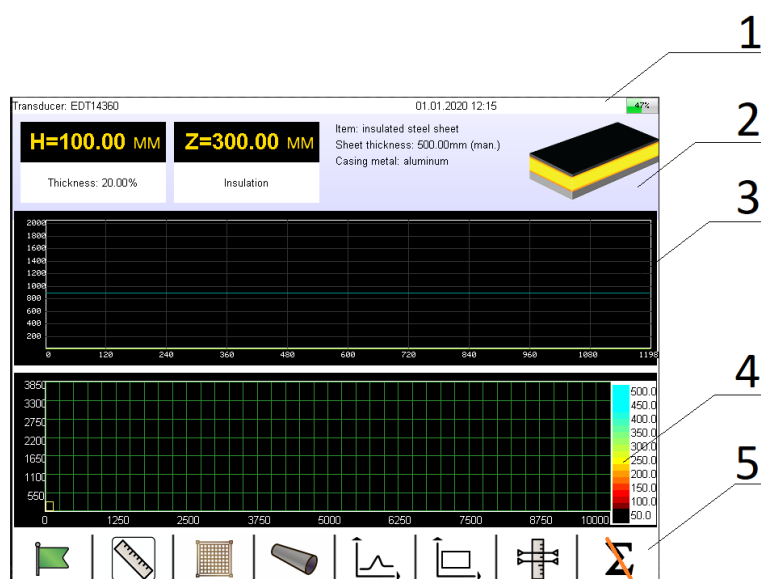 1
Transducer: EDT14360 01.01.2020 12:15 47%
2
H=100.00 MM
Z=300.00 MM
Item: insulated steel sheet
Sheet thickness: 500.00mm (man.)
Casing metal: aluminum
Thickness: 20.00%
Insulation
3
2000
1800
1600
1400
1200
1000
800
600
400
200
0 120 240 360 480 600 720 840 960 1080 1198
4
3850
3300
2750
2200
1650
1100
550
0 1250 2500 3750 5000 6250 7500 8750 10000
500.0
450.0
400.0
350.0
300.0
250.0
200.0
150.0
100.0
50.0
5
Σ